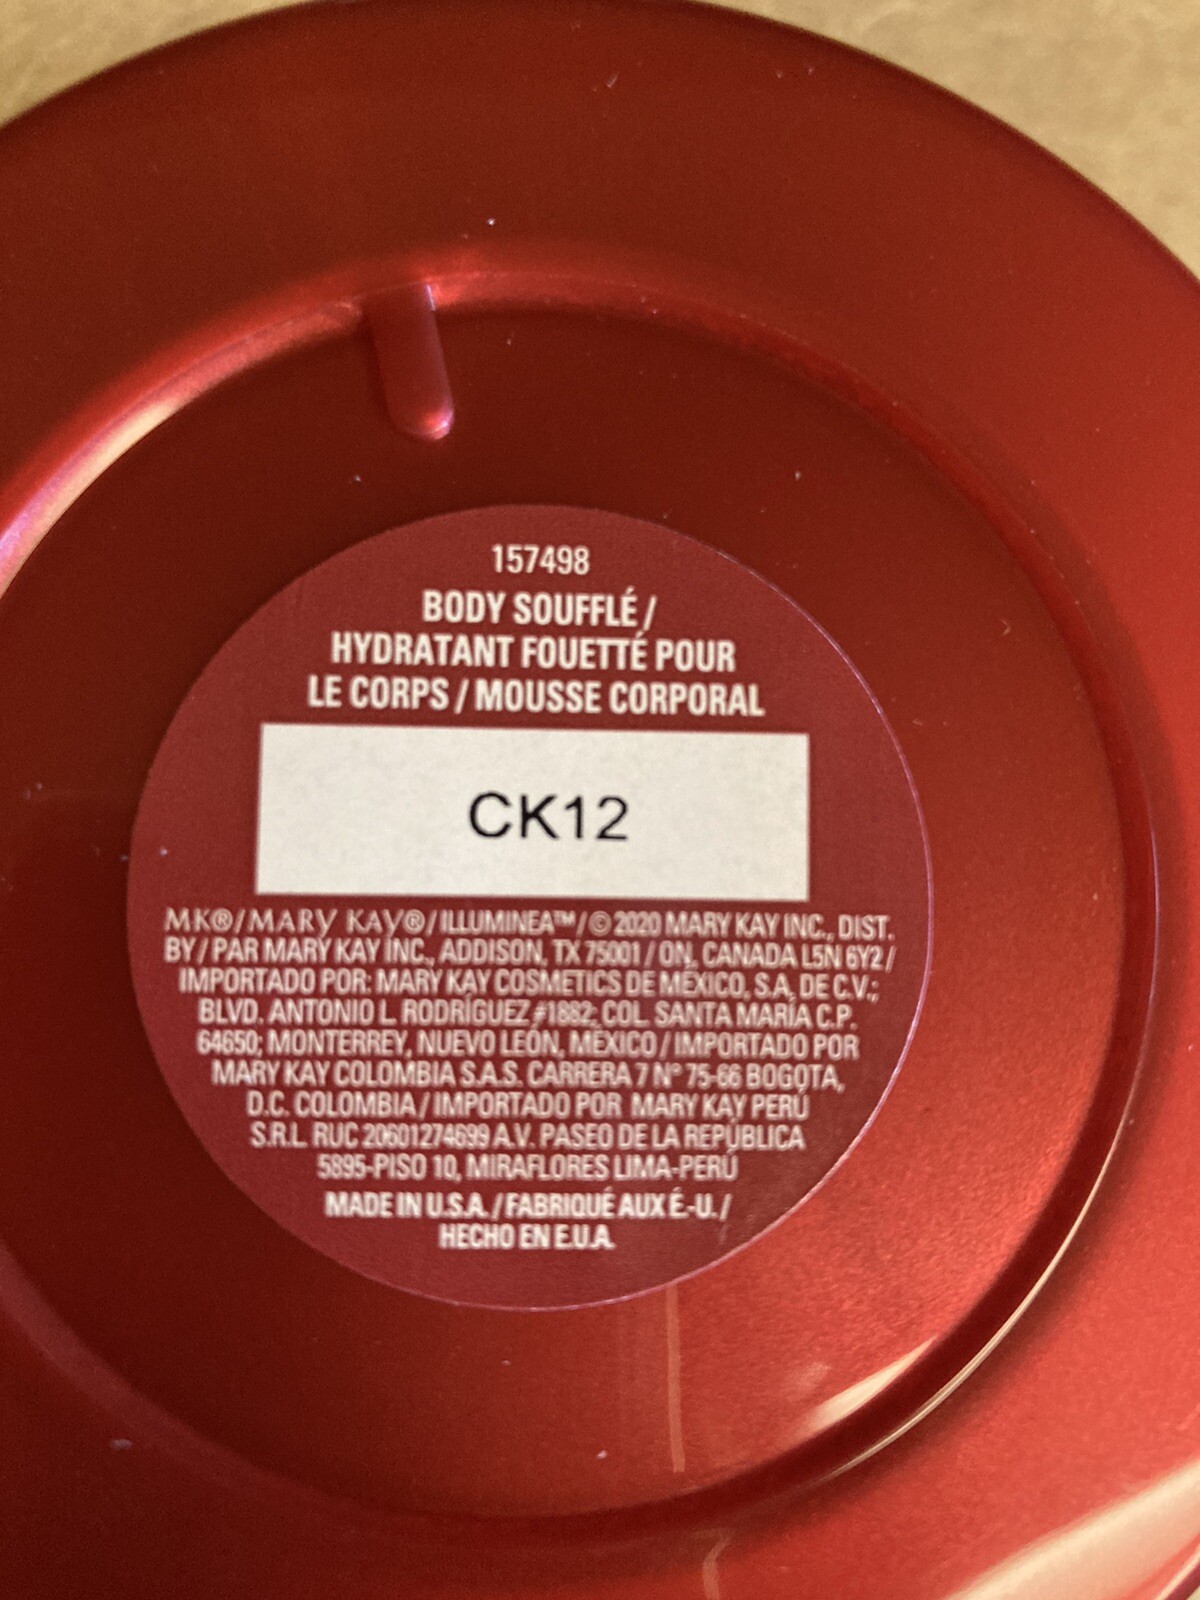 157498
BODY SOUFFLÉ /
HYDRATANT FOUETTÉ POUR
LE CORPS / MOUSSE CORPORAL
CK12
MK®/MARY KAY®/ILLUMINEA™/© 2020 MARY KAY INC., DIST.
BY / PAR MARY KAY INC., ADDISON, TX 75001 / ON, CANADA L5N 6Y2 /
IMPORTADO POR: MARY KAY COSMETICS DE MÉXICO, S.A. DE C.V.;
BLVD. ANTONIO L. RODRÍGUEZ #1882; COL. SANTA MARÍA C.P.
64650; MONTERREY, NUEVO LEÓN, MÉXICO / IMPORTADO POR
MARY KAY COLOMBIA S.A.S. CARRERA 7 N° 75-66 BOGOTA,
D.C. COLOMBIA / IMPORTADO POR MARY KAY PERÚ
S.R.L. RUC 20601274699 A.V. PASEO DE LA REPÚBLICA
5895-PISO 10, MIRAFLORES LIMA-PERÚ
MADE IN U.S.A. / FABRIQUÉ AUX É.-U. /
HECHO EN E.U.A.